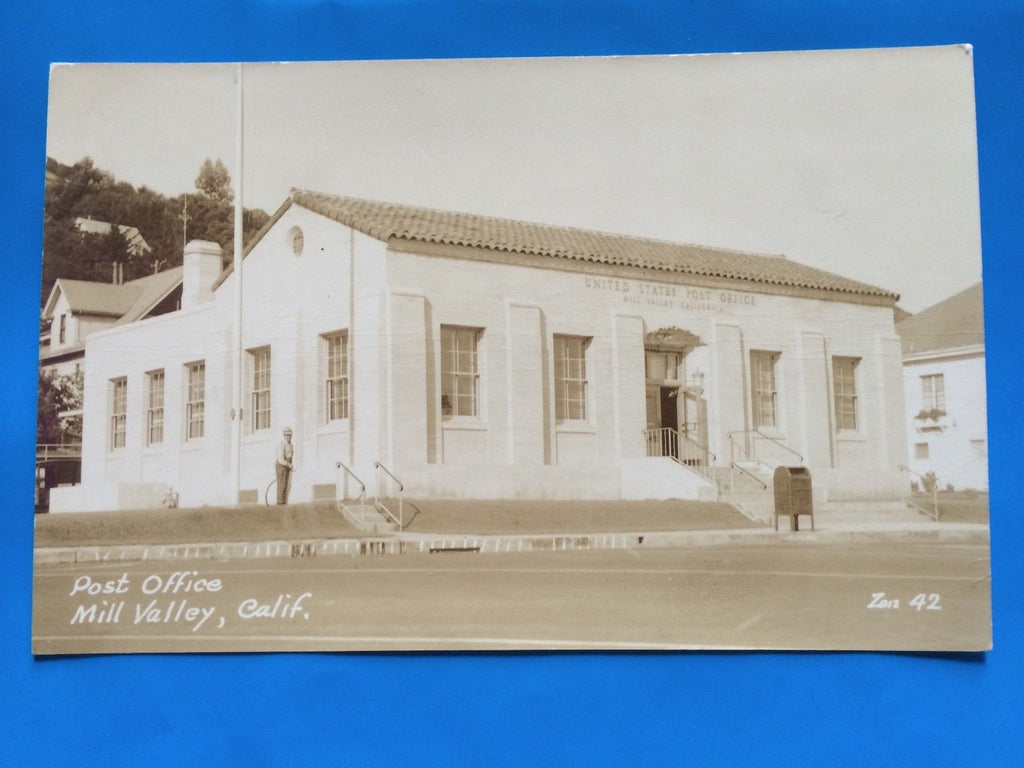 UNITED STATES POST OFFICE
MILL VALLEY CALIFORNIA
Post Office
Mill Valley, Calif.
Zan 42